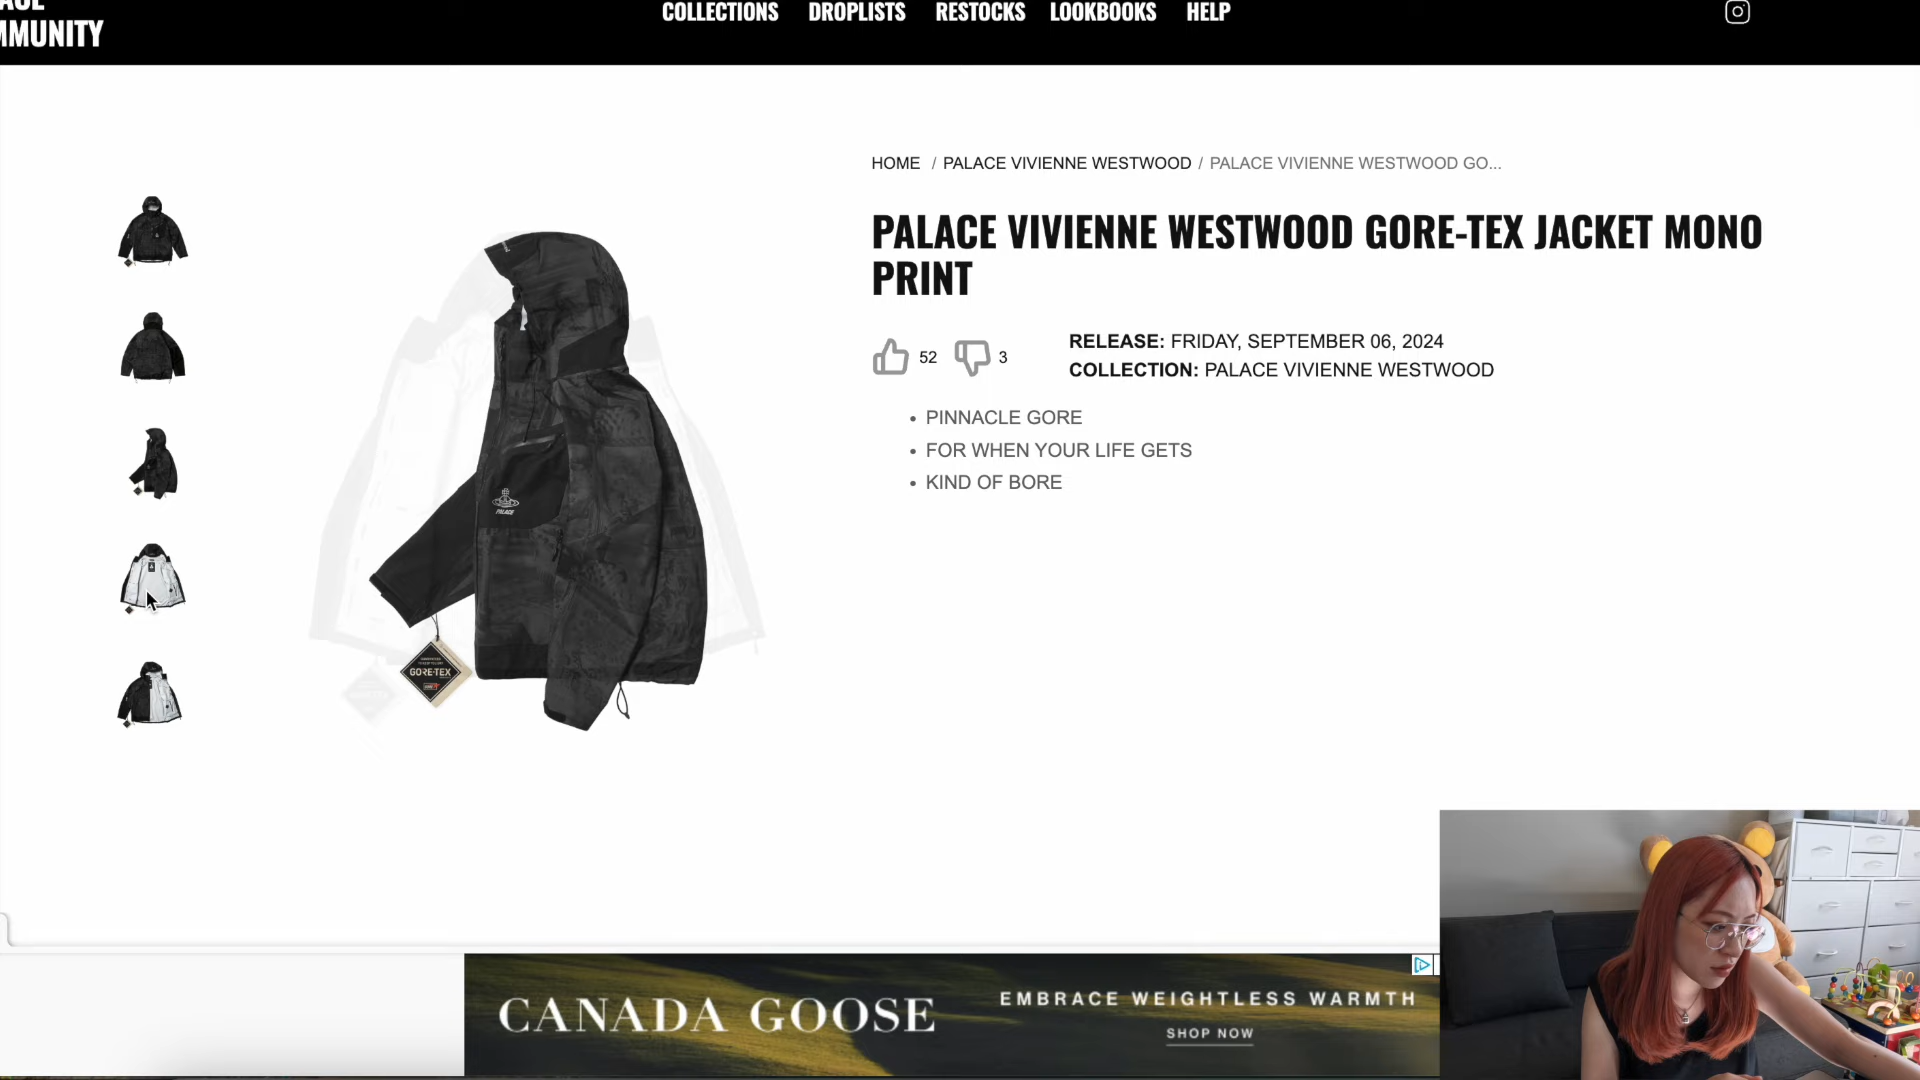 MMUNITY
COLLECTIONS DROPLISTS RESTOCKS LOOKBOOKS HELP
HOME / PALACE VIVIENNE WESTWOOD / PALACE VIVIENNE WESTWOOD GO...
PALACE VIVIENNE WESTWOOD GORE-TEX JACKET MONO
PRINT
52 3
RELEASE: FRIDAY, SEPTEMBER 06, 2024
COLLECTION: PALACE VIVIENNE WESTWOOD
• PINNACLE GORE
• FOR WHEN YOUR LIFE GETS
• KIND OF BORE
PALACE
GORE-TEX
CANADA GOOSE
EMBRACE WEIGHTLESS WARMTH
SHOP NOW